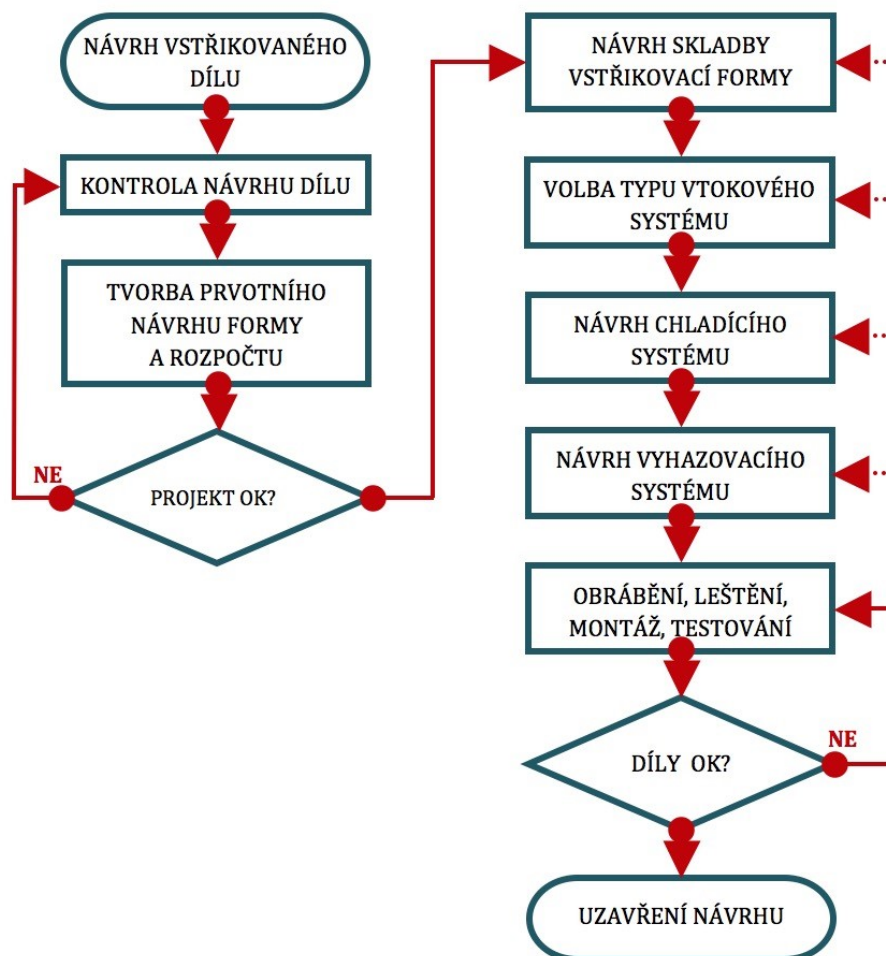 NÁVRH VSTŘIKOVANÉHO
DÍLU
KONTROLA NÁVRHU DÍLU
TVORBA PRVOTNÍHO
NÁVRHU FORMY
A ROZPOČTU
NE
PROJEKT OK?
NÁVRH SKLADBY
VSTŘIKOVACÍ FORMY
VOLBA TYPU VTOKOVÉHO
SYSTÉMU
NÁVRH CHLADÍCÍHO
SYSTÉMU
NÁVRH VYHAZOVACÍHO
SYSTÉMU
OBRÁBĚNÍ, LEŠTĚNÍ,
MONTÁŽ, TESTOVÁNÍ
NE
DÍLY OK?
UZAVŘENÍ NÁVRHU